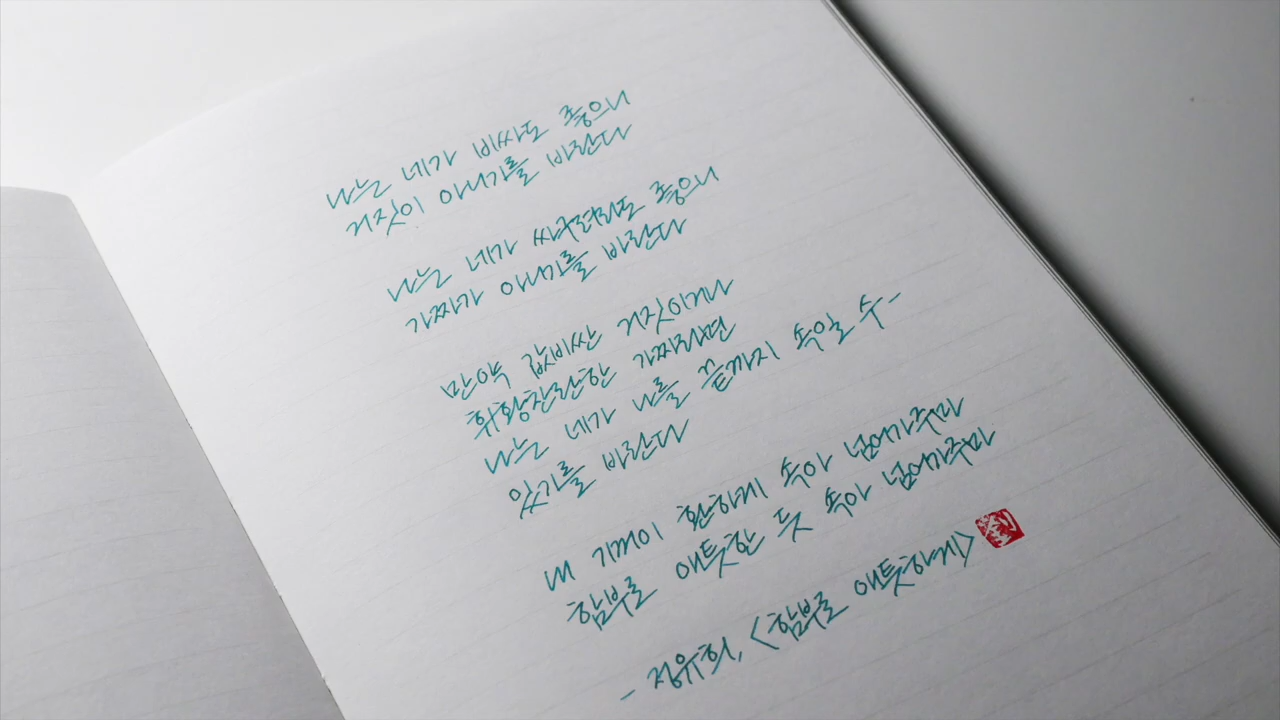 나는 네가 비싸도 좋으니
거짓이 아니기를 바란다
나는 네가 싸구려라도 좋으니
가짜가 아니기를 바란다
만약 값비싼 거짓이거나
휘황찬란한 가짜라면
나는 네가 나를 끝까지 속일 수-
있기를 바란다
내 기꺼이 환하게 속아 넘어가주마
함부로 애틋한 듯 속아 넘어가주마
- 정유희, <함부로 애틋하게>